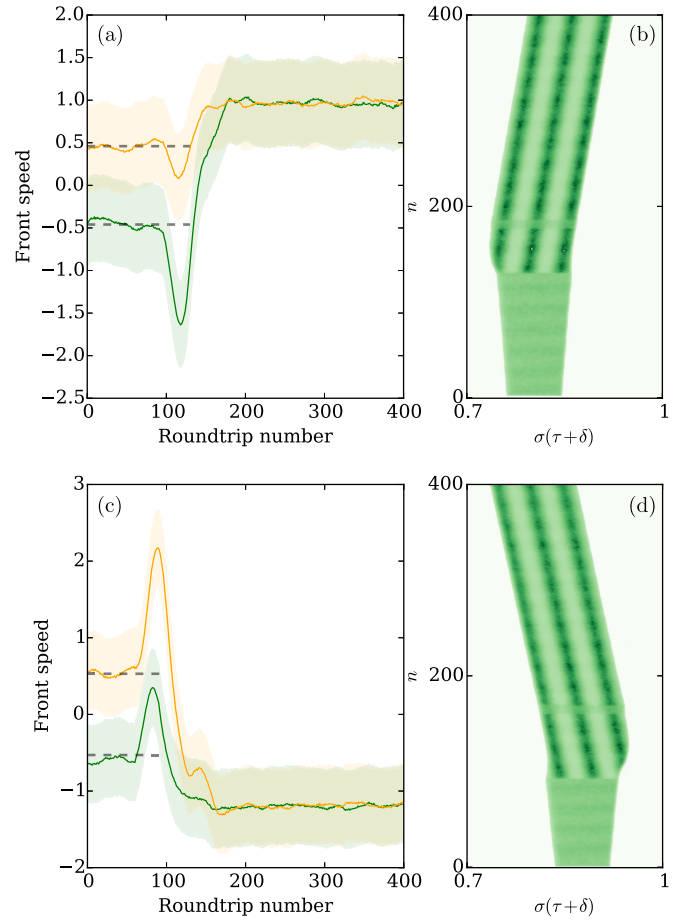 (a)
2.0
1.5
1.0
0.5
0.0
−0.5
−1.0
−1.5
−2.0
−2.5
Front speed
0 100 200 300 400
Roundtrip number
(b)
400
200
0
n
0.7 1
σ(τ+δ)
(c)
3
2
1
0
−1
−2
Front speed
0 100 200 300 400
Roundtrip number
(d)
400
200
0
n
0.7 1
σ(τ+δ)